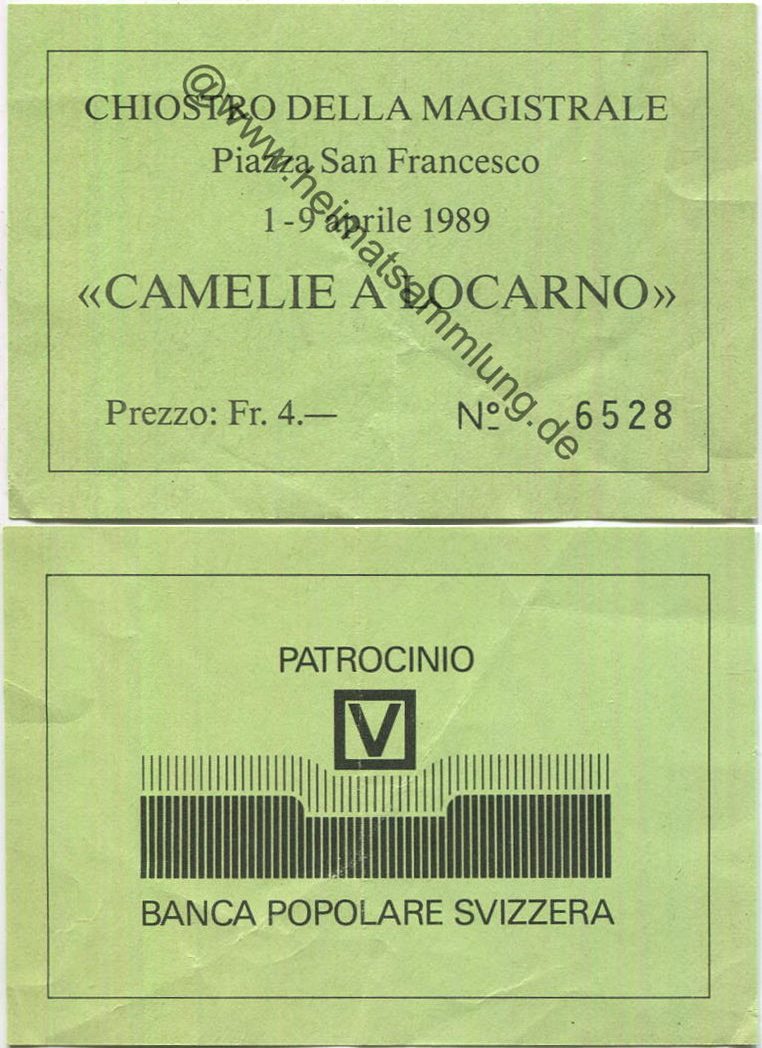 CHIOSTRO DELLA MAGISTRALE
Piazza San Francesco
1-9 aprile 1989
«CAMELIE A LOCARNO»
Prezzo: Fr. 4.—
Nº 6528
@www.heimatsammlung.de
PATROCINIO
V
BANCA POPOLARE SVIZZERA